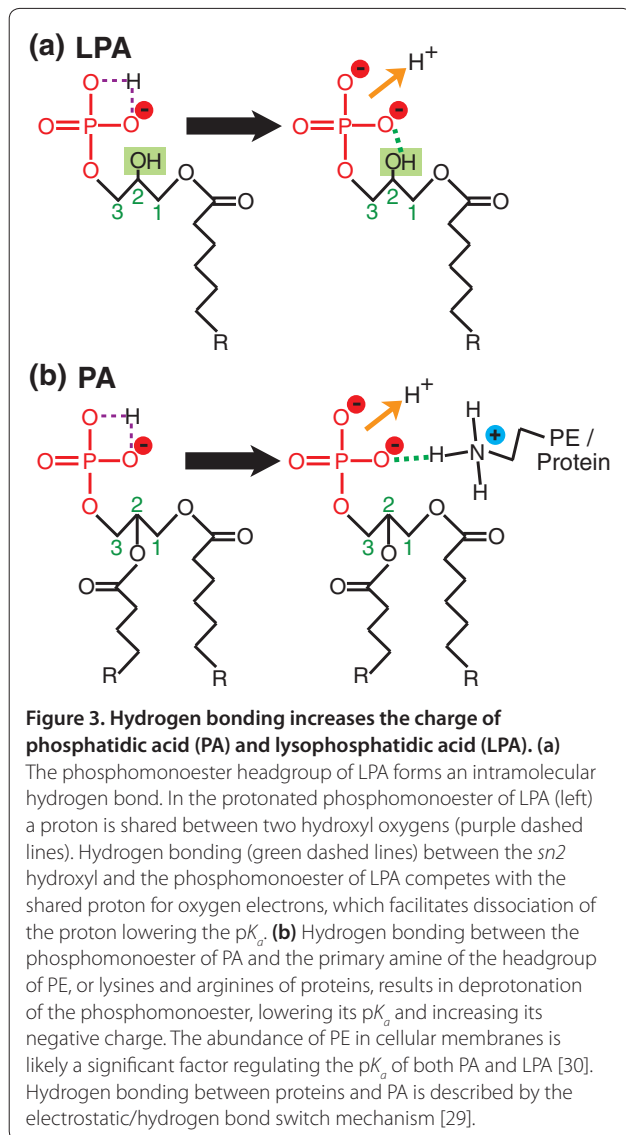 (a) LPA
O H
O=P O -
O OH O
3 2 1 O
R
O - H+
O=P O -
O OH O
3 2 1 O
R
(b) PA
O H
O=P O -
O 2 O
3 O 1 O
O
R R
O - H+ H
O=P O - H N + PE /
H Protein
O 2 O
3 O 1 O
O
R R
Figure 3. Hydrogen bonding increases the charge of
phosphatidic acid (PA) and lysophosphatidic acid (LPA). (a)
The phosphomonoester headgroup of LPA forms an intramolecular
hydrogen bond. In the protonated phosphomonoester of LPA (left)
a proton is shared between two hydroxyl oxygens (purple dashed
lines). Hydrogen bonding (green dashed lines) between the sn2
hydroxyl and the phosphomonoester of LPA competes with the
shared proton for oxygen electrons, which facilitates dissociation of
the proton lowering the pKa. (b) Hydrogen bonding between the
phosphomonoester of PA and the primary amine of the headgroup
of PE, or lysines and arginines of proteins, results in deprotonation
of the phosphomonoester, lowering its pKa and increasing its
negative charge. The abundance of PE in cellular membranes is
likely a significant factor regulating the pKa of both PA and LPA [30].
Hydrogen bonding between proteins and PA is described by the
electrostatic/hydrogen bond switch mechanism [29].